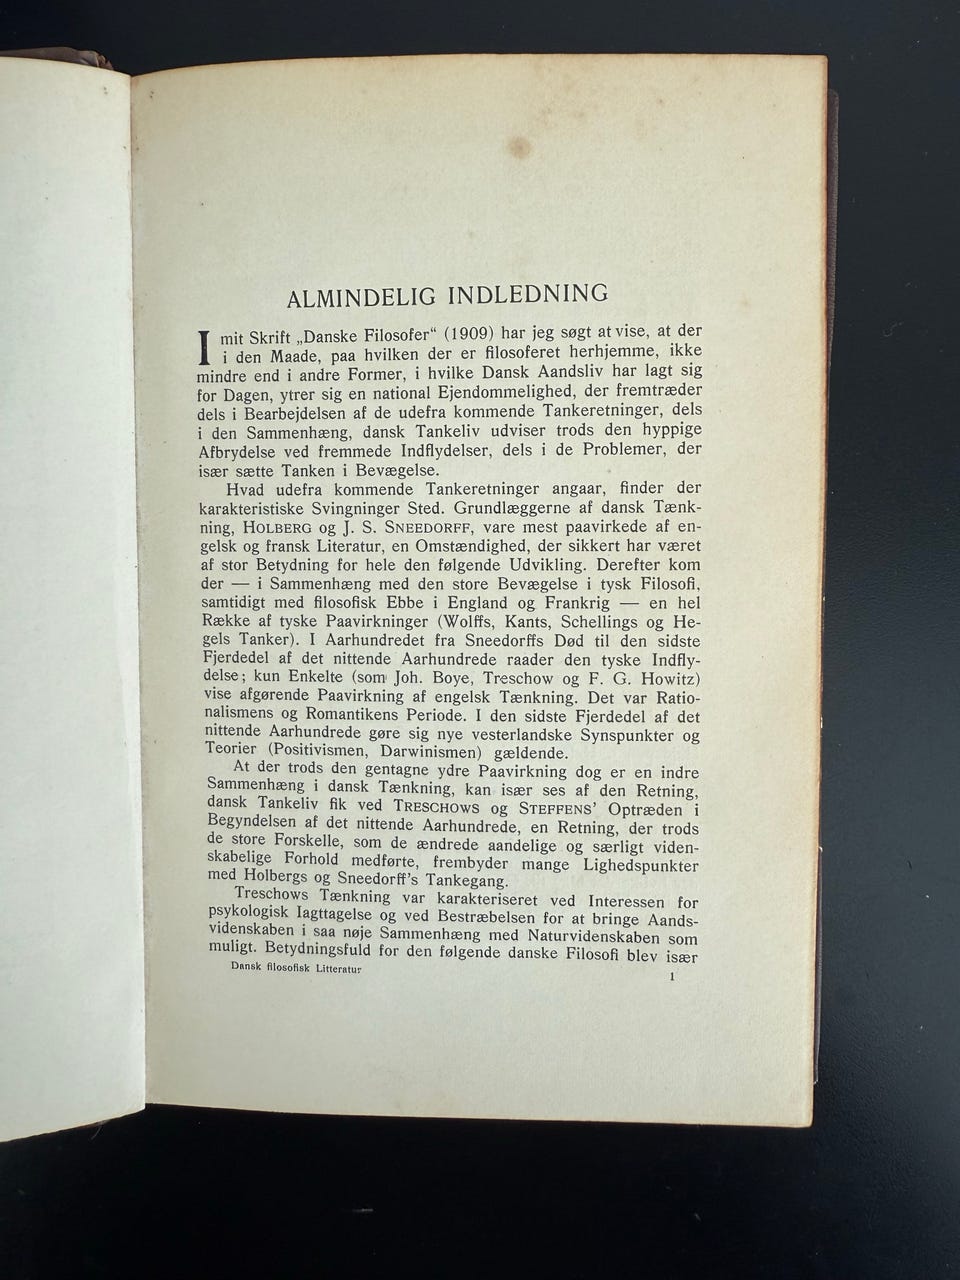 ALMINDELIG INDLEDNING
I mit Skrift „Danske Filosofer“ (1909) har jeg søgt at vise, at der
i den Maade, paa hvilken der er filosoferet herhjemme, ikke
mindre end i andre Former, i hvilke Dansk Aandsliv har lagt sig
for Dagen, ytrer sig en national Ejendommelighed, der fremtræder
dels i Bearbejdelsen af de udefra kommende Tankeretninger, dels
i den Sammenhæng, dansk Tankeliv udviser trods den hyppige
Afbrydelse ved fremmede Indflydelser, dels i de Problemer, der
især sætte Tanken i Bevægelse.
Hvad udefra kommende Tankeretninger angaar, finder der
karakteristiske Svingninger Sted. Grundlæggerne af dansk Tænk-
ning, HOLBERG og J. S. SNEEDORFF, vare mest paavirkede af en-
gelsk og fransk Literatur, en Omstændighed, der sikkert har været
af stor Betydning for hele den følgende Udvikling. Derefter kom
der — i Sammenhæng med den store Bevægelse i tysk Filosofi,
samtidigt med filosofisk Ebbe i England og Frankrig — en hel
Række af tyske Paavirkninger (Wolffs, Kants, Schellings og He-
gels Tanker). I Aarhundredet fra Sneedorffs Død til den sidste
Fjerdedel af det nittende Aarhundrede raader den tyske Indfly-
delse; kun Enkelte (som Joh. Boye, Treschow og F. G. Howitz)
vise afgørende Paavirkning af engelsk Tænkning. Det var Ratio-
nalismens og Romantikens Periode. I den sidste Fjerdedel af det
nittende Aarhundrede gøre sig nye vesterlandske Synspunkter og
Teorier (Positivismen, Darwinismen) gældende.
At der trods den gentagne ydre Paavirkning dog er en indre
Sammenhæng i dansk Tænkning, kan især ses af den Retning,
dansk Tankeliv fik ved TRESCHOWS og STEFFENS’ Optræden i
Begyndelsen af det nittende Aarhundrede, en Retning, der trods
de store Forskelle, som de ændrede aandelige og særligt viden-
skabelige Forhold medførte, frembyder mange Lighedspunkter
med Holbergs og Sneedorff’s Tankegang.
Treschows Tænkning var karakteriseret ved Interessen for
psykologisk Iagttagelse og ved Bestræbelsen for at bringe Aands-
videnskaben i saa nøje Sammenhæng med Naturvidenskaben som
muligt. Betydningsfuld for den følgende danske Filosofi blev især
Dansk filosofisk Litteratur 1